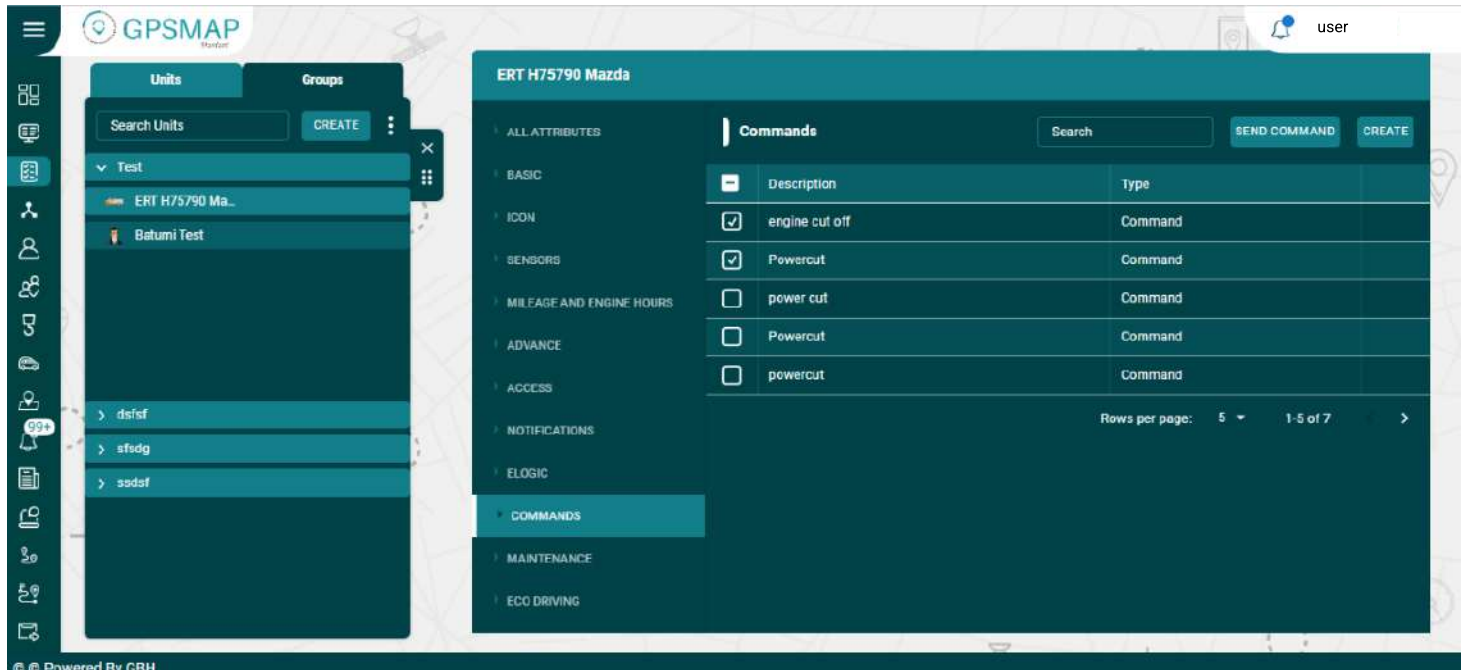 GPSMAP
user
Units Groups
Search Units CREATE
Test
ERT H75790 Ma...
Batumi Test
dsfsf
sfsdg
ssdsf
99+
ERT H75790 Mazda
ALL ATTRIBUTES
BASIC
ICON
SENSORS
MILEAGE AND ENGINE HOURS
ADVANCE
ACCESS
NOTIFICATIONS
ELOGIC
COMMANDS
MAINTENANCE
ECO DRIVING
Commands Search SEND COMMAND CREATE
Description Type
engine cut off Command
Powercut Command
power cut Command
Powercut Command
powercut Command
Rows per page: 5 1-5 of 7
© © Powered By GBH